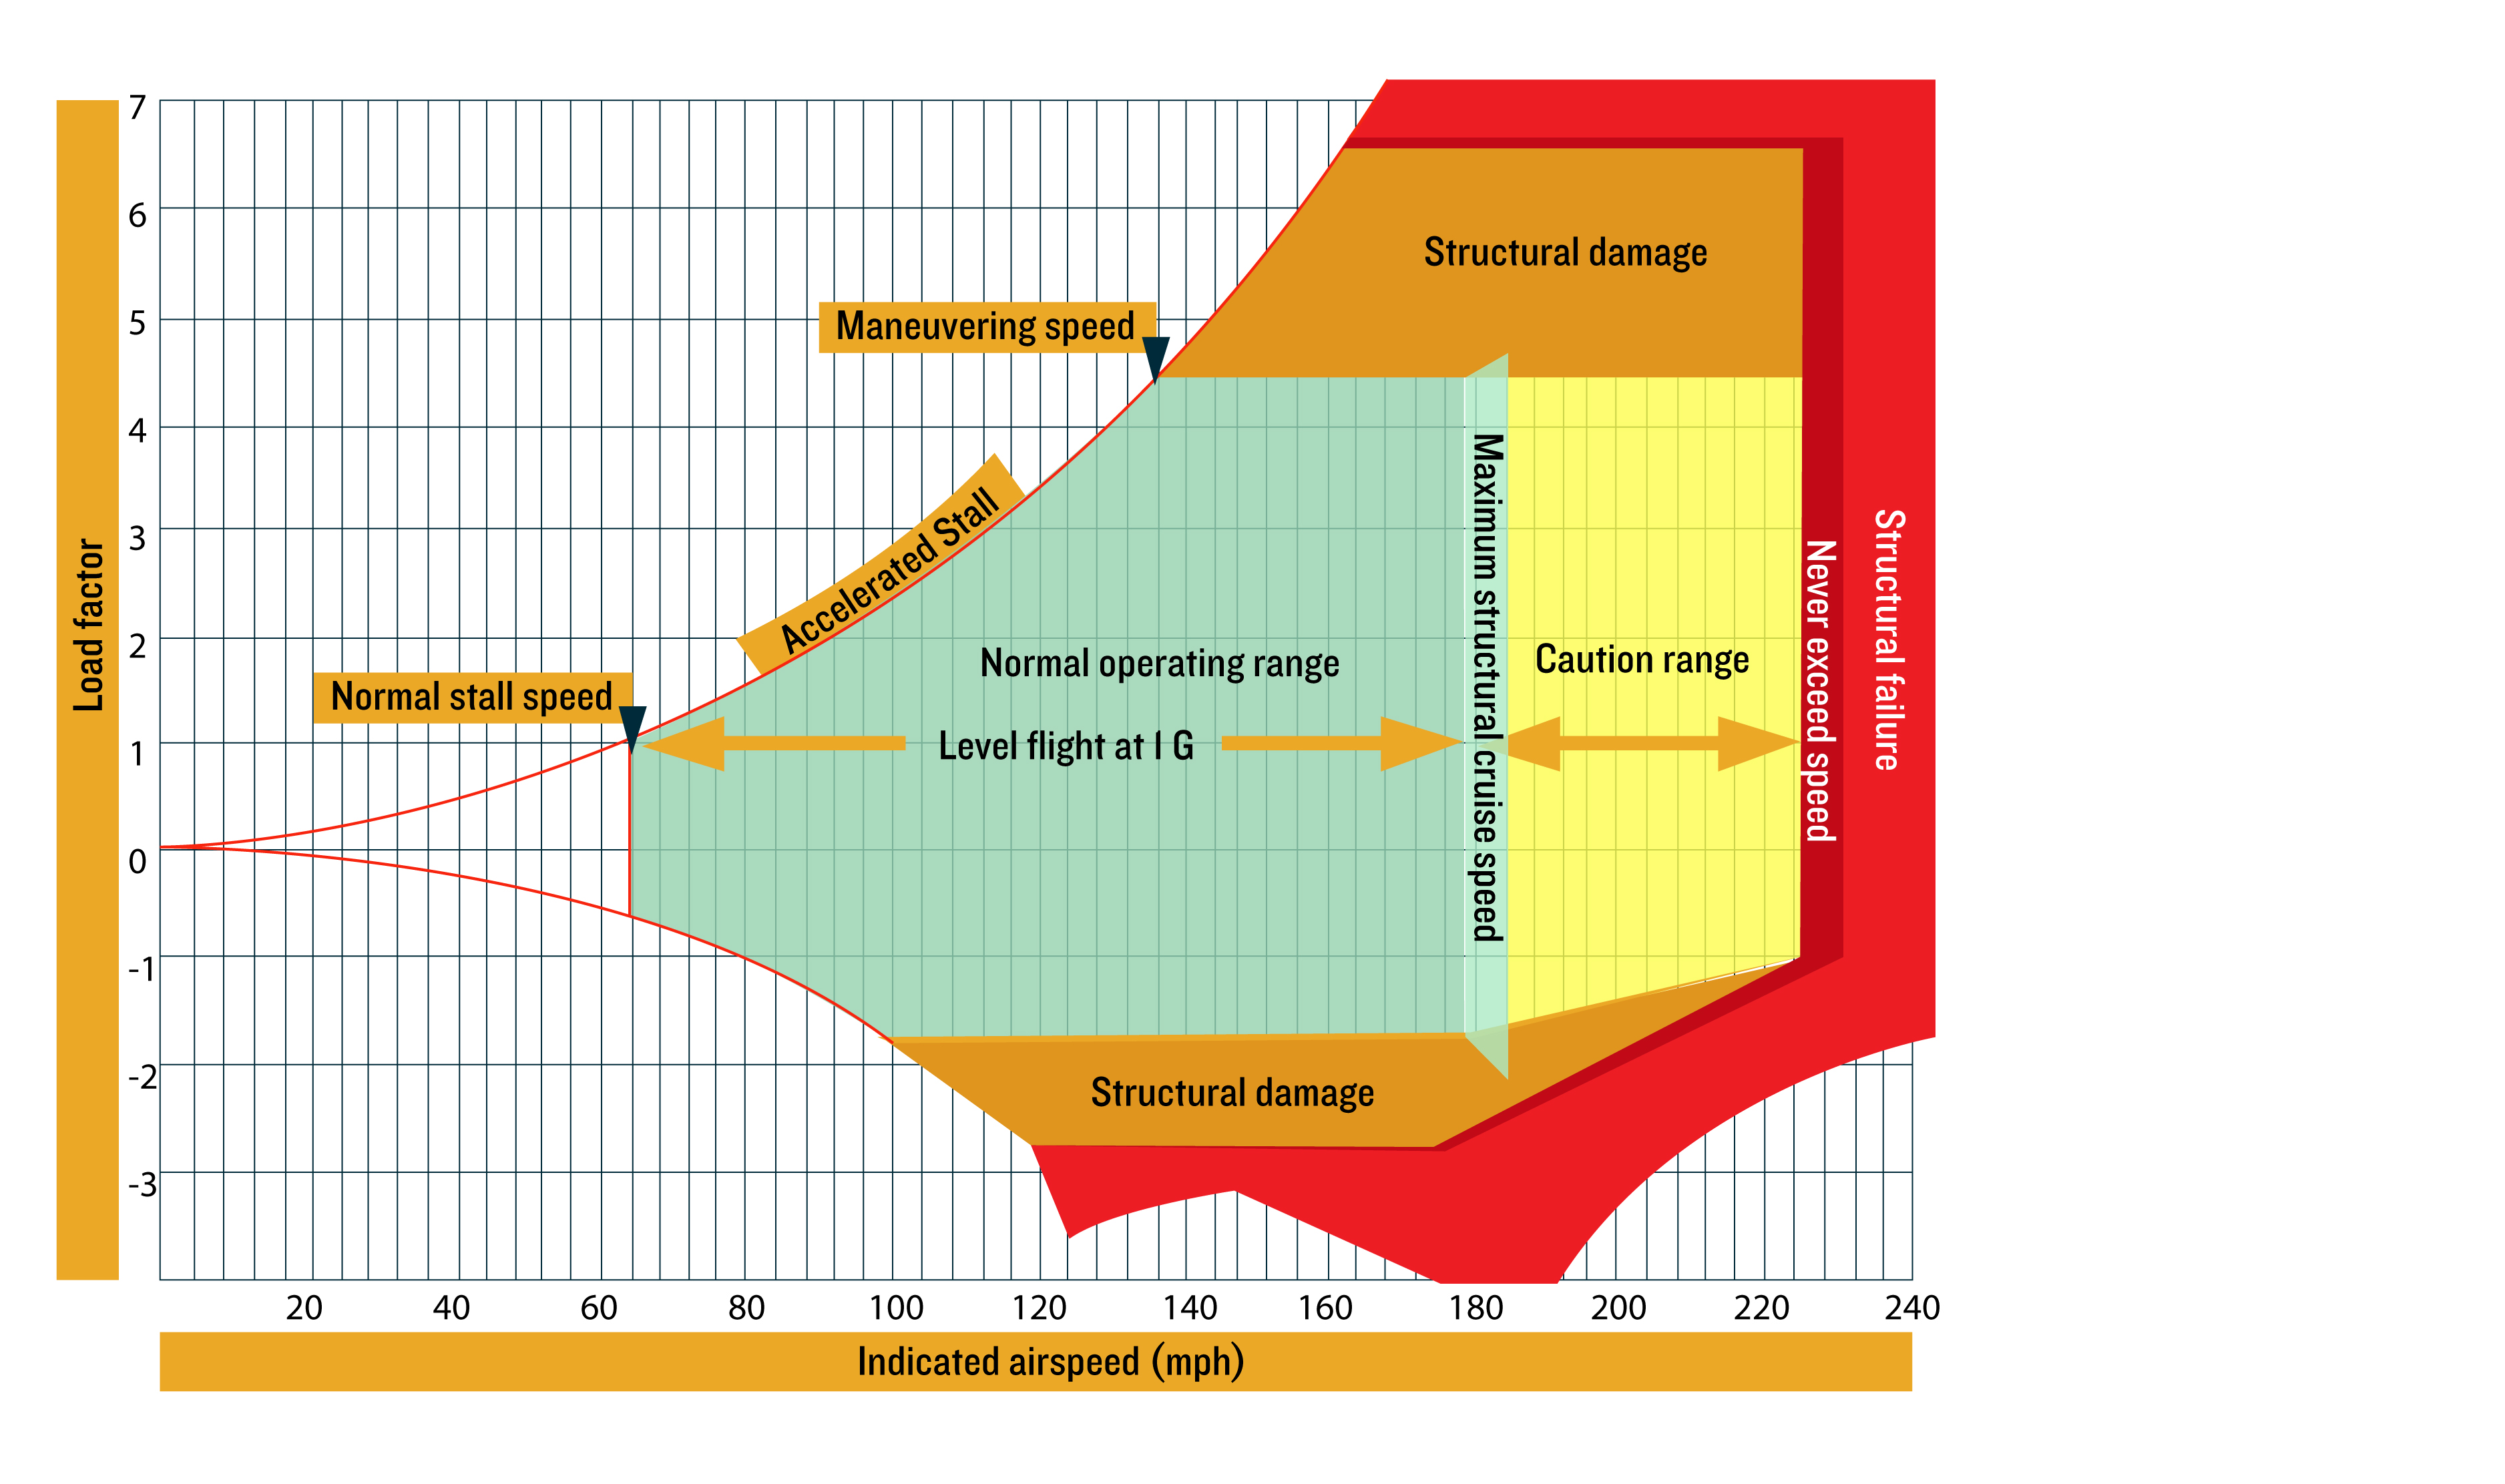 Load factor
7
6
5
4
3
2
1
0
-1
-2
-3
Structural damage
Maneuvering speed
Accelerated Stall
Normal stall speed
Normal operating range
Level flight at 1 G
Maximum structural cruise speed
Caution range
Never exceed speed
Structural failure
Structural damage
20 40 60 80 100 120 140 160 180 200 220 240
Indicated airspeed (mph)